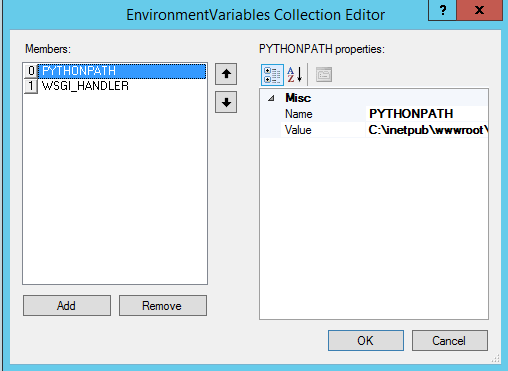 EnvironmentVariables Collection Editor
? x
Members:
0 PYTHONPATH
1 WSGI_HANDLER
Add
Remove
PYTHONPATH properties:
A
Z
Misc
Name PYTHONPATH
Value C:\inetpub\wwwroot\
OK
Cancel